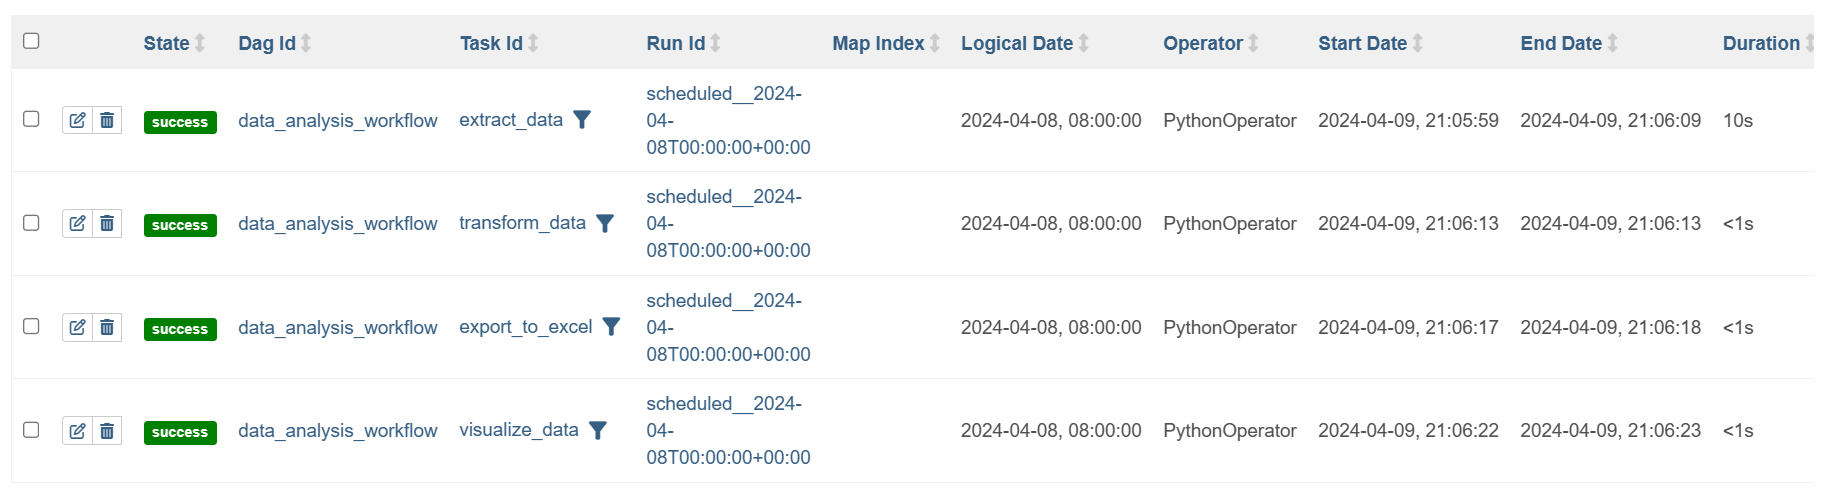 State Dag Id Task Id Run Id Map Index Logical Date Operator Start Date End Date Duration
scheduled__2024-
success data_analysis_workflow extract_data 04- 2024-04-08, 08:00:00 PythonOperator 2024-04-09, 21:05:59 2024-04-09, 21:06:09 10s
08T00:00:00+00:00
scheduled__2024-
success data_analysis_workflow transform_data 04- 2024-04-08, 08:00:00 PythonOperator 2024-04-09, 21:06:13 2024-04-09, 21:06:13 <1s
08T00:00:00+00:00
scheduled__2024-
success data_analysis_workflow export_to_excel 04- 2024-04-08, 08:00:00 PythonOperator 2024-04-09, 21:06:17 2024-04-09, 21:06:18 <1s
08T00:00:00+00:00
scheduled__2024-
success data_analysis_workflow visualize_data 04- 2024-04-08, 08:00:00 PythonOperator 2024-04-09, 21:06:22 2024-04-09, 21:06:23 <1s
08T00:00:00+00:00